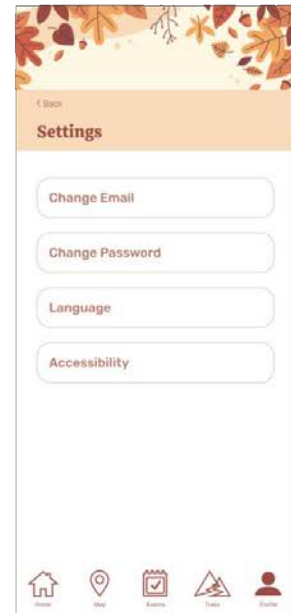 < Back
Settings
Change Email
Change Password
Language
Accessibility
Home Map Events Trails Profile